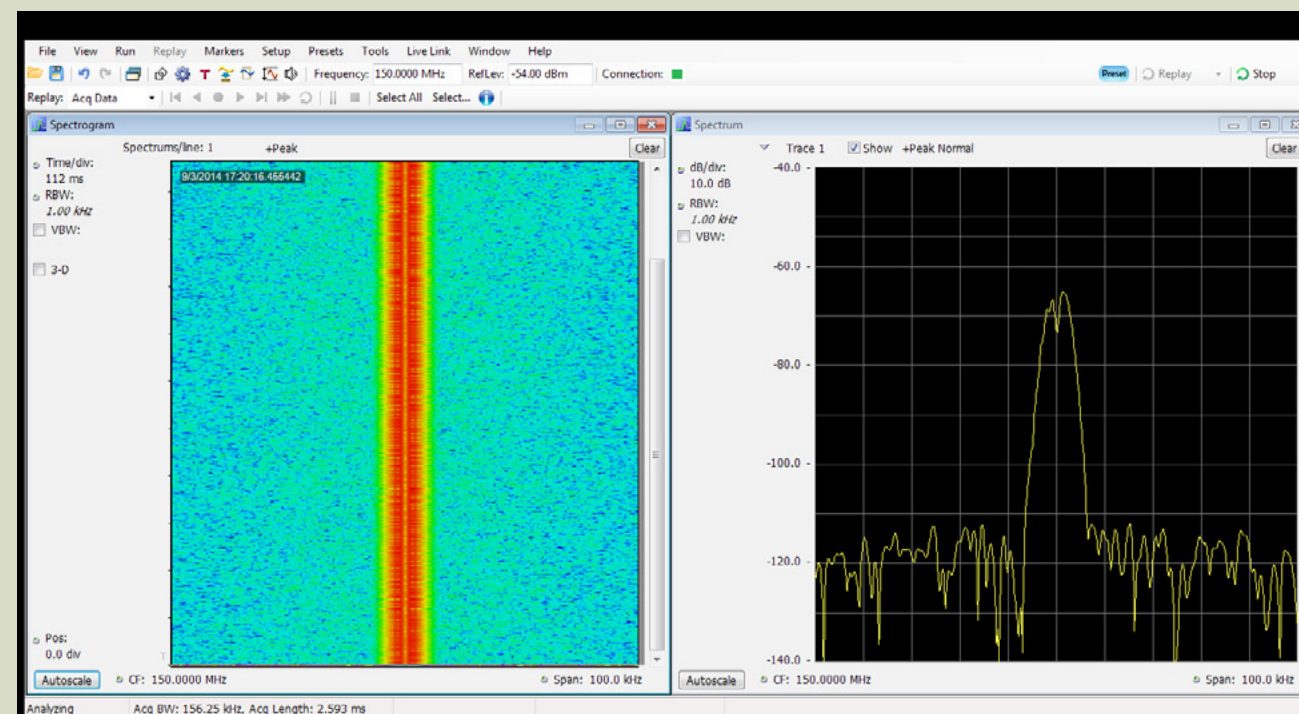 File View Run Replay Markers Setup Presets Tools Live Link Window Help
Frequency: 150.0000 MHz RefLev: -54.00 dBm Connection: Preset Replay Stop
Replay: Acq Data Select All Select...
Spectrogram
Spectrums/line: 1 +Peak Clear
Time/div:
112 ms
RBW:
1.00 kHz
VBW:
3-D
9/3/2014 17:20:16.455442
Pos:
0.0 div
T
Autoscale CF: 150.0000 MHz Span: 100.0 kHz
Spectrum
Trace 1 Show +Peak Normal Clear
dB/div:
10.0 dB
RBW:
1.00 kHz
VBW:
-40.0
-60.0
-80.0
-100.0
-120.0
-140.0
Autoscale CF: 150.0000 MHz Span: 100.0 kHz
Analyzing Acq BW: 156.25 kHz, Acq Length: 2.593 ms